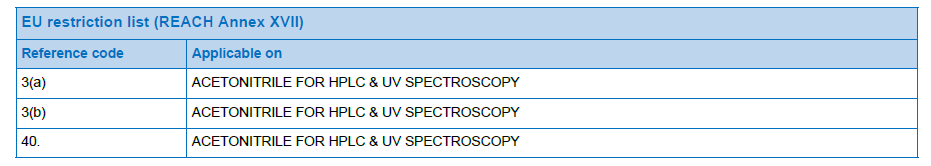 EU restriction list (REACH Annex XVII)
Reference code Applicable on
3(a) ACETONITRILE FOR HPLC & UV SPECTROSCOPY
3(b) ACETONITRILE FOR HPLC & UV SPECTROSCOPY
40. ACETONITRILE FOR HPLC & UV SPECTROSCOPY